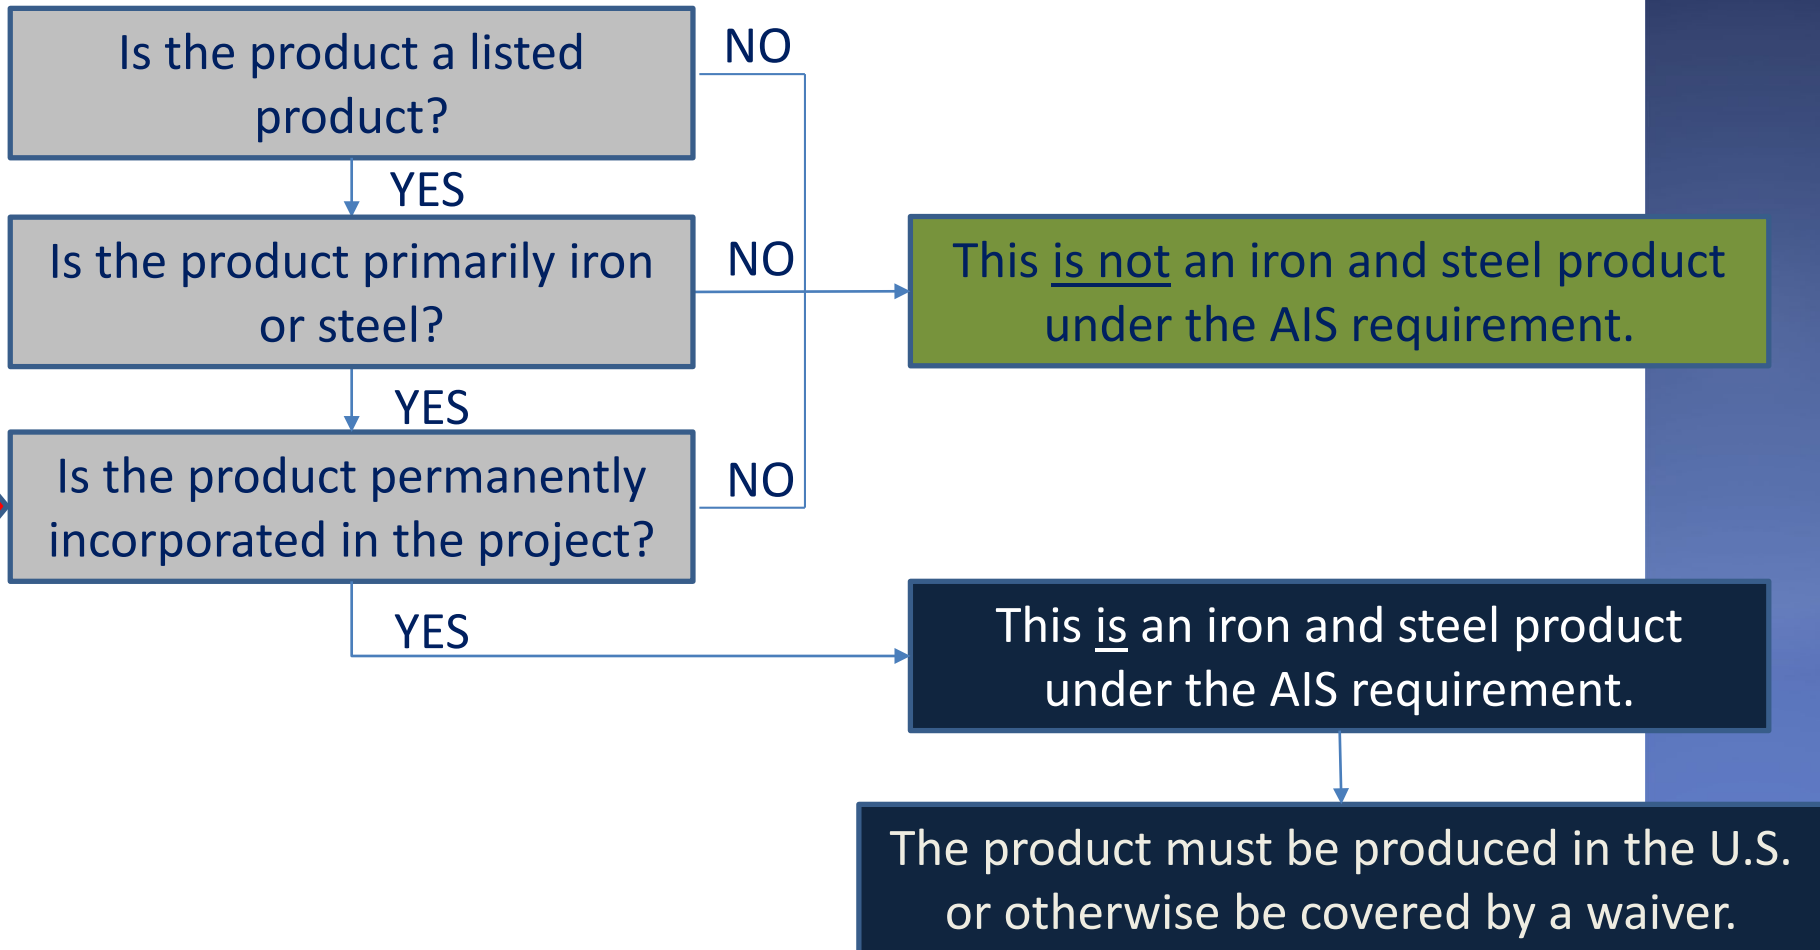 Is the product a listed
product?
NO
YES
Is the product primarily iron
or steel?
NO
This is not an iron and steel product
under the AIS requirement.
YES
Is the product permanently
incorporated in the project?
NO
YES
This is an iron and steel product
under the AIS requirement.
The product must be produced in the U.S.
or otherwise be covered by a waiver.